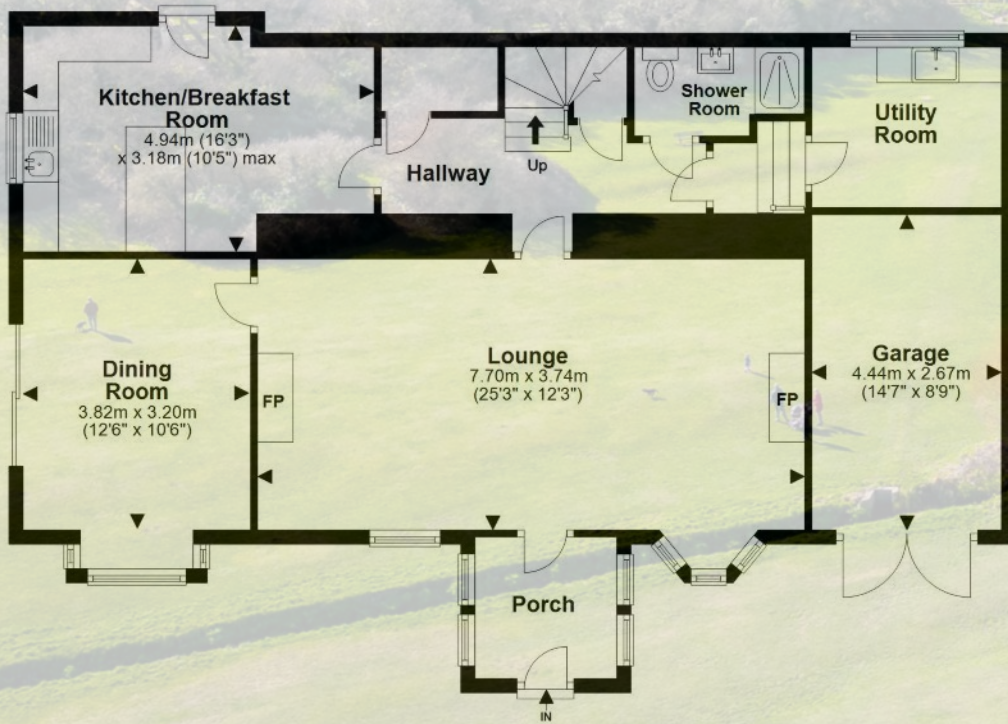 Kitchen/Breakfast
Room
4.94m (16'3")
x 3.18m (10'5") max
Hallway
Up
Shower
Room
Utility
Room
Dining
Room
3.82m x 3.20m
(12'6" x 10'6")
FP
Lounge
7.70m x 3.74m
(25'3" x 12'3")
FP
Garage
4.44m x 2.67m
(14'7" x 8'9")
Porch
IN